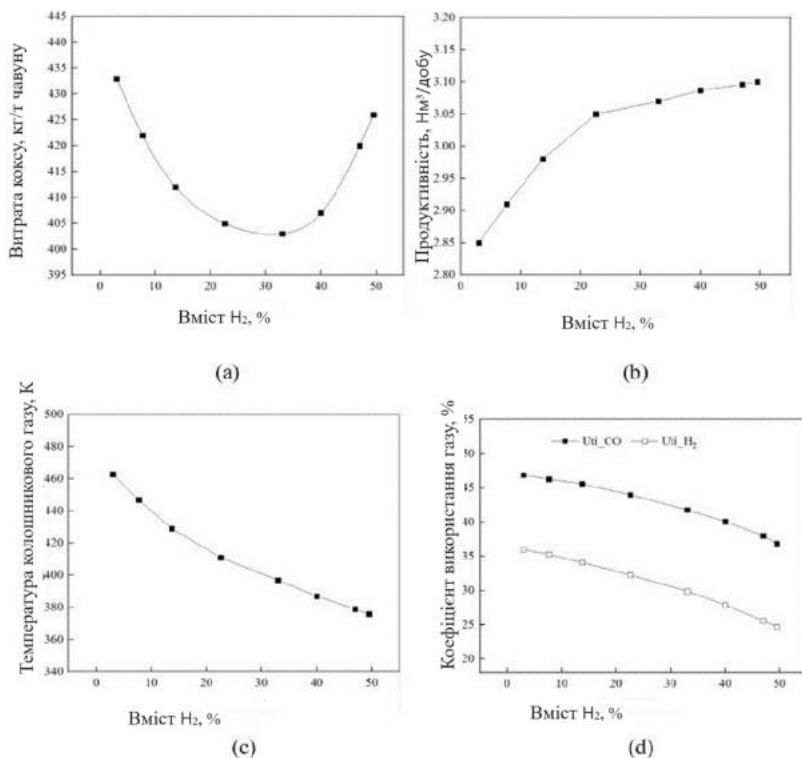 Витрата коксу, кг/т чавуну
445
440
435
430
425
420
415
410
405
400
395
0 10 20 30 40 50
Вміст H₂, %
(a)
Продуктивність, Нм³/добу
3.20
3.15
3.10
3.05
3.00
2.95
2.90
2.85
2.80
0 10 20 30 40 50
Вміст H₂, %
(b)
Температура колошникового газу, К
500
480
460
440
420
400
380
360
340
0 10 20 30 40 50
Вміст H₂, %
(c)
Коефіцієнт використання газу, %
55
50
45
40
35
30
25
20
Uti_CO Uti_H₂
0 10 20 30 40 50
Вміст H₂, %
(d)